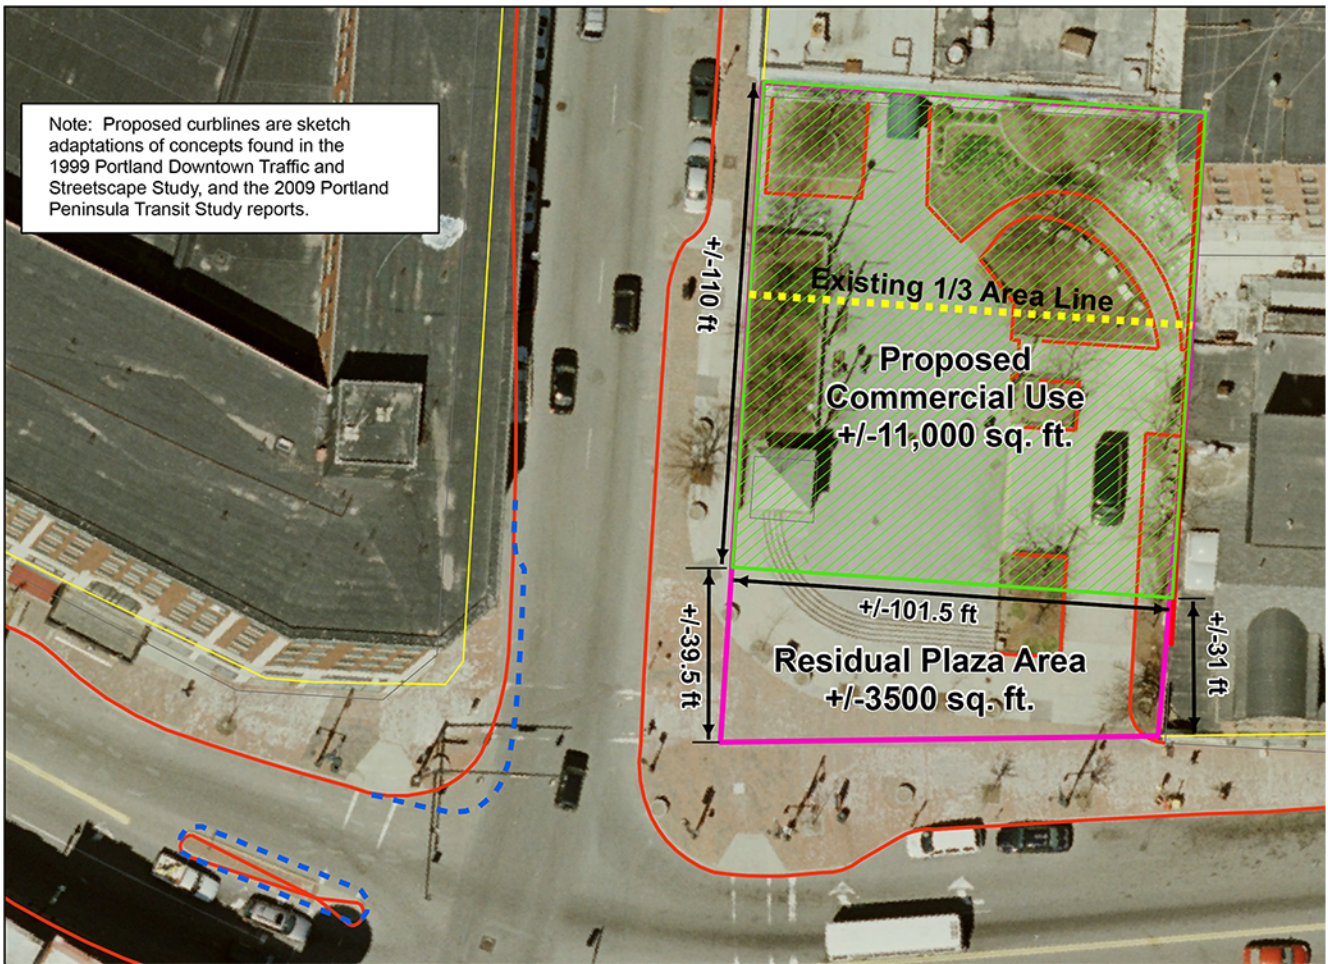 Note:  Proposed curblines are sketch
adaptations of concepts found in the
1999 Portland Downtown Traffic and
Streetscape Study, and the 2009 Portland
Peninsula Transit Study reports.
+/-110 ft
Existing 1/3 Area Line
Proposed
Commercial Use
+/-11,000 sq. ft.
+/-101.5 ft
+/-39.5 ft
+/-31 ft
Residual Plaza Area
+/-3500 sq. ft.